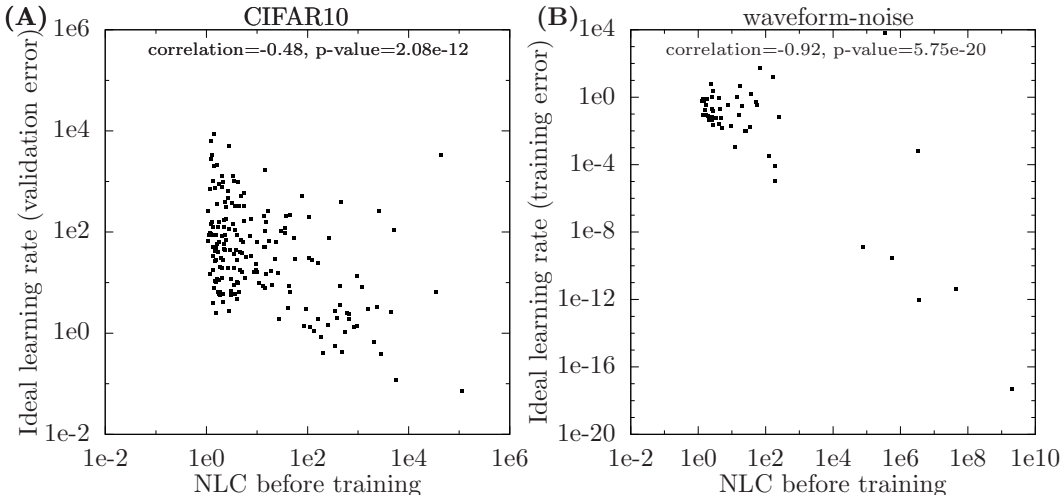 (A) CIFAR10
correlation=-0.48, p-value=2.08e-12
Ideal learning rate (validation error)
1e6
1e4
1e2
1e0
1e-2
1e-2 1e0 1e2 1e4 1e6
NLC before training
(B) waveform-noise
correlation=-0.92, p-value=5.75e-20
Ideal learning rate (training error)
1e4
1e0
1e-4
1e-8
1e-12
1e-16
1e-20
1e-2 1e0 1e2 1e4 1e6 1e8 1e10
NLC before training